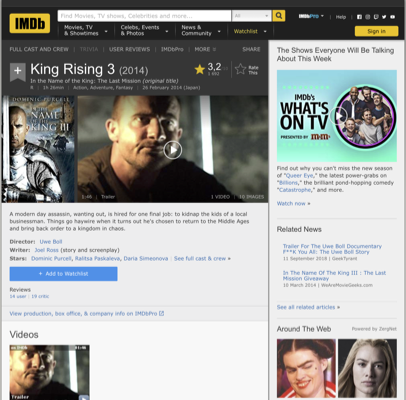 IMDb
Find Movies, TV shows, Celebrities and more...
All
IMDbPro
Help
Movies, TV
& Showtimes
Celebs, Events
& Photos
News &
Community
Watchlist
Sign in
FULL CAST AND CREW
TRIVIA
USER REVIEWS
IMDbPro
MORE
SHARE
King Rising 3 (2014)
In the Name of the King: The Last Mission (original title)
R | 1h 26min | Action, Adventure, Fantasy | 26 February 2014 (Japan)
3,2
Rate
This
DOMINIC PURCELL
KING III
1:46 | Trailer
1 VIDEO | 10 IMAGES
A modern day assassin, wanting out, is hired for one final job: to kidnap the kids of a local
businesman. Things go haywire when it turns out he's chosen to return to the Middle Ages
and bring back order to a kingdom in chaos.
Director: Uwe Boll
Writer: Joel Ross (story and screenplay)
Stars: Dominic Purcell, Ralitsa Paskaleva, Daria Simeonova | See full cast & crew »
+ Add to Watchlist
Reviews
14 user | 19 critic
View production, box office, & company info on IMDbPro
Videos
01:46
Trailer
The Shows Everyone Will Be Talking
About This Week
IMDb's
WHAT'S
ON TV
PRESENTED BY M&M'S
Find out why you can't miss the new season
of "Queer Eye," the latest power-grabs on
"Billions," the brilliant pond-hopping comedy
"Catastrophe," and more.
Watch now »
Related News
Trailer For The Uwe Boll Documentary
F**K You All: The Uwe Boll Story
11 September 2018 | GeekTyrant
In The Name Of The King III : The Last
Mission Giveaway
10 March 2014 | WeAreMovieGeeks.com
See all related articles »
Around The Web
Powered by ZergNet